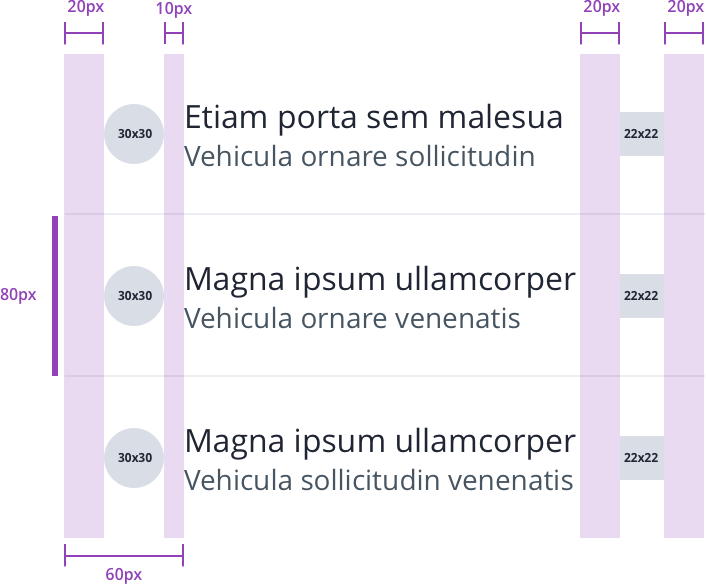 20px
10px
20px
20px
30x30
Etiam porta sem malesua
Vehicula ornare sollicitudin
22x22
80px
30x30
Magna ipsum ullamcorper
Vehicula ornare venenatis
22x22
30x30
Magna ipsum ullamcorper
Vehicula sollicitudin venenatis
22x22
60px